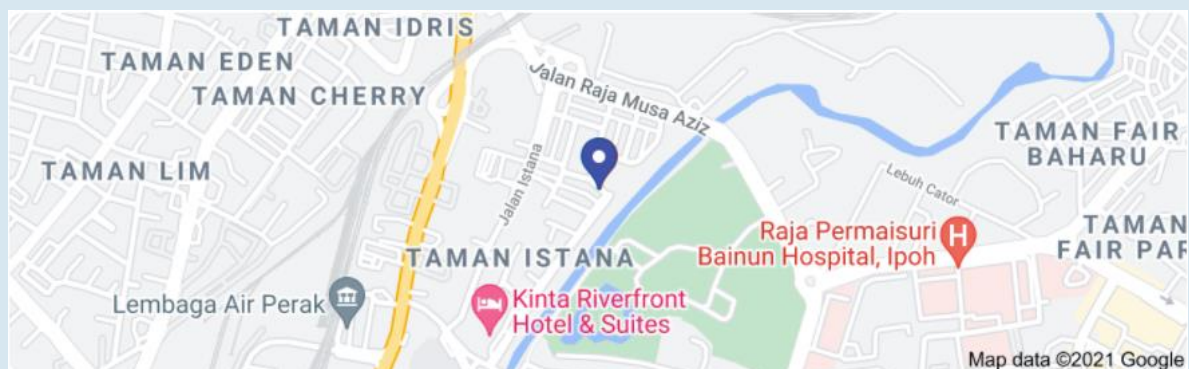 TAMAN IDRIS
TAMAN EDEN
TAMAN CHERRY
Jalan Raja Musa Aziz
TAMAN FAIR
BAHARU
TAMAN LIM
Jalan Istana
Lebuh Cator
Raja Permaisuri
Bainun Hospital, Ipoh
H
TAMAN
FAIR PAR
TAMAN ISTANA
Lembaga Air Perak
Kinta Riverfront
Hotel & Suites
Map data ©2021 Google